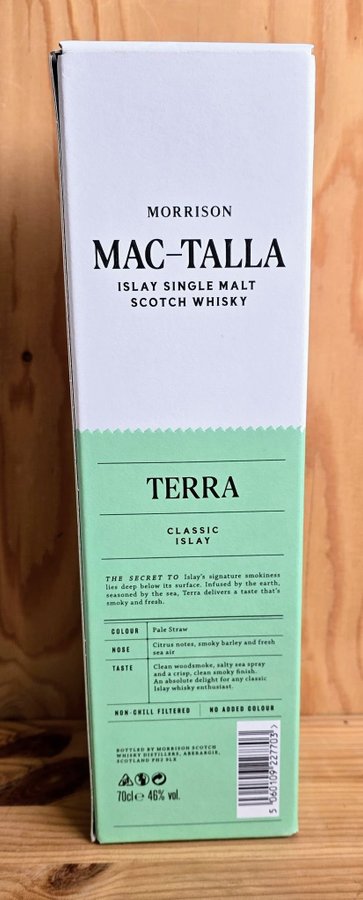 MORRISON
MAC–TALLA
ISLAY SINGLE MALT
SCOTCH WHISKY
TERRA
CLASSIC
ISLAY
THE SECRET TO Islay's signature smokiness
lies deep below its surface. Infused by the earth,
seasoned by the sea, Terra delivers a taste that's
smoky and fresh.
COLOUR Pale Straw
NOSE Citrus notes, smoky barley and fresh
sea air
TASTE Clean woodsmoke, salty sea spray
and a crisp, clean smoky finish.
An absolute delight for any classic
Islay whisky enthusiast.
NON-CHILL FILTERED | NO ADDED COLOUR
BOTTLED BY MORRISON SCOTCH
WHISKY DISTILLERS, ABERARGIE,
SCOTLAND PH2 9LX
70cl e 46% vol.
5 060109 227703 >